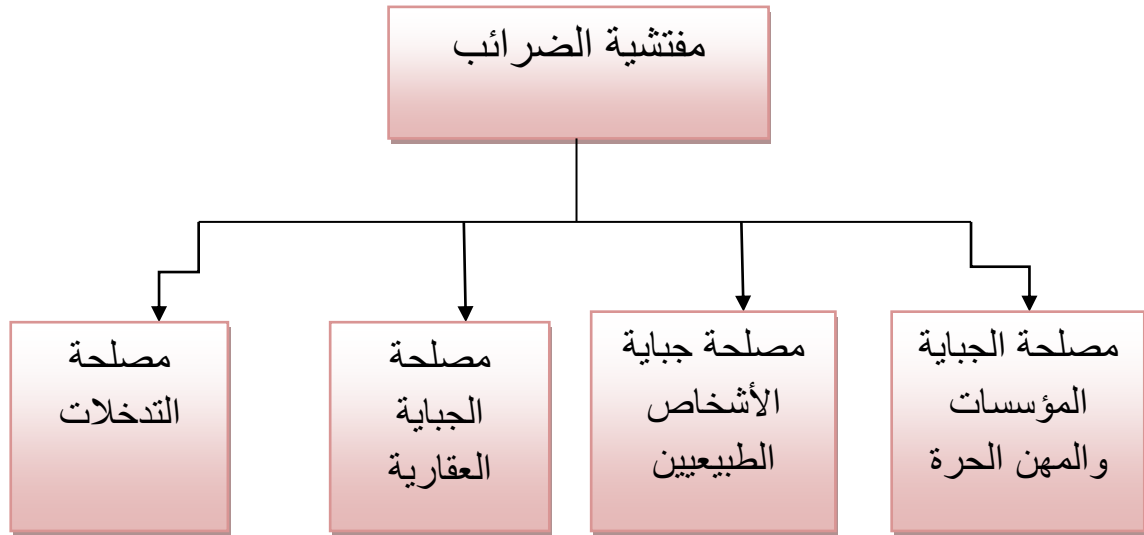 مفتشية الضرائب
مصلحة الجباية
المؤسسات
والمهن الحرة
مصلحة جباية
الأشخاص
الطبيعيين
مصلحة
الجباية
العقارية
مصلحة
التدخلات